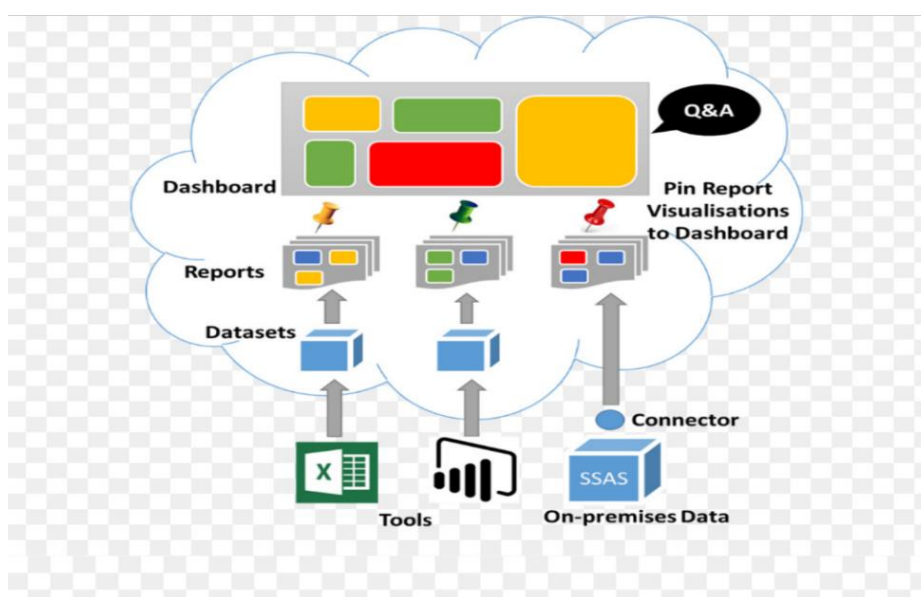 Q&A
Dashboard
Pin Report
Visualisations
to Dashboard
Reports
Datasets
Connector
X
SSAS
Tools
On-premises Data